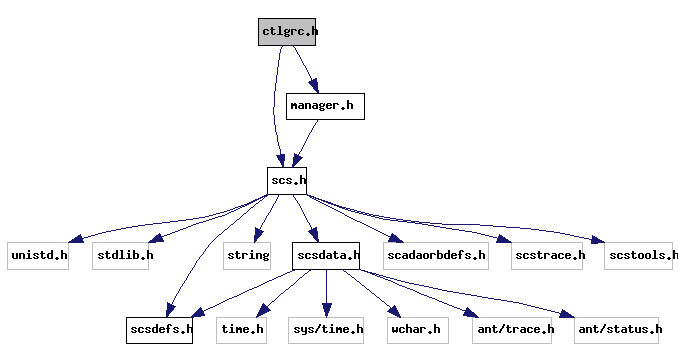 ctlgrc.h
manager.h
scs.h
unistd.h
stdlib.h
string
scsdata.h
scadaorbdefs.h
scstrace.h
scstools.h
scsdefs.h
time.h
sys/time.h
wchar.h
ant/trace.h
ant/status.h